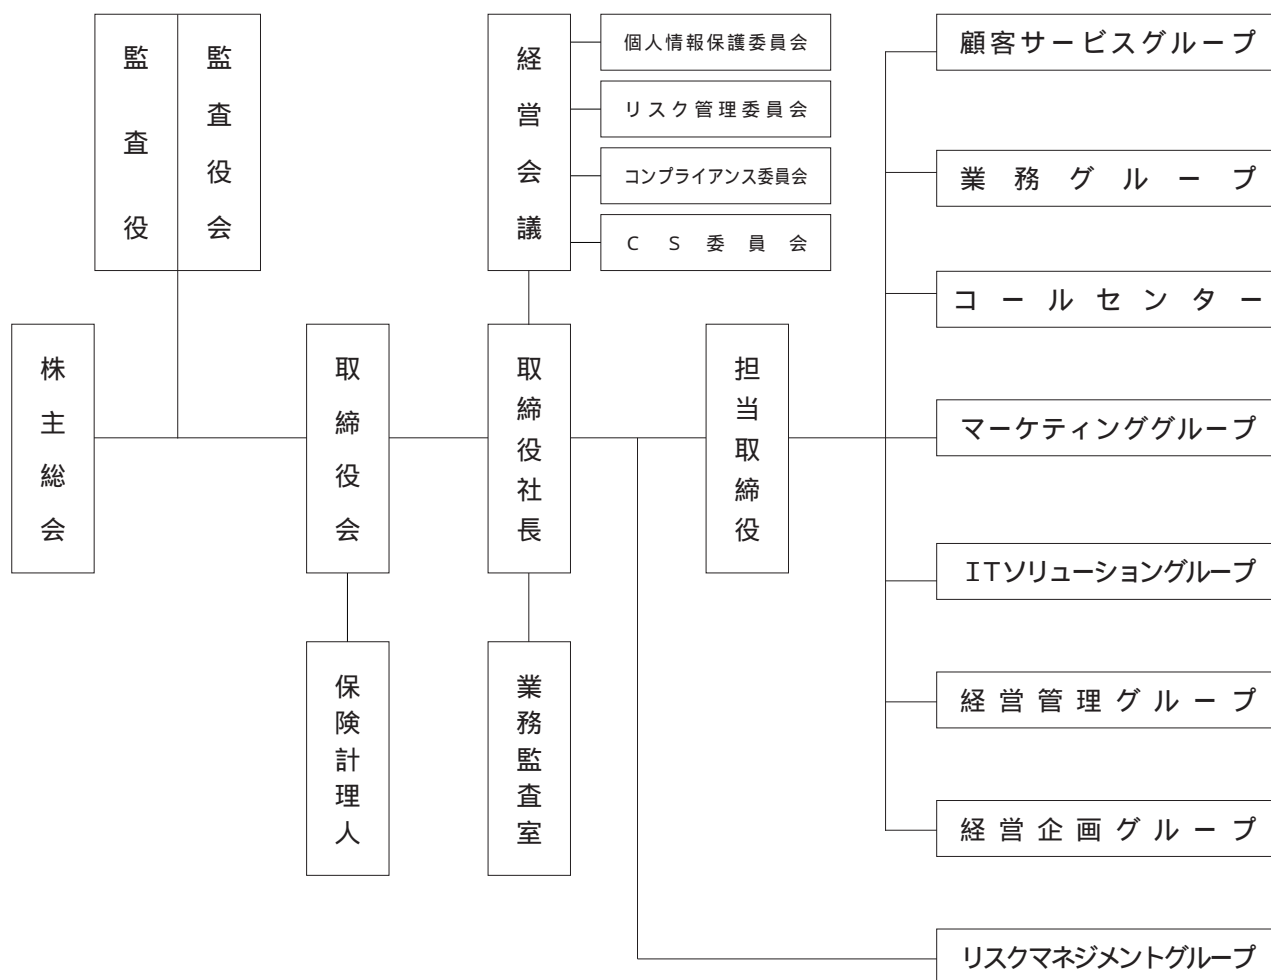 監査役
監査役会
経営会議
個人情報保護委員会
リスク管理委員会
コンプライアンス委員会
ＣＳ委員会
株主総会
取締役会
取締役社長
担当取締役
保険計理人
業務監査室
顧客サービスグループ
業務グループ
コールセンター
マーケティンググループ
ＩＴソリューショングループ
経営管理グループ
経営企画グループ
リスクマネジメントグループ